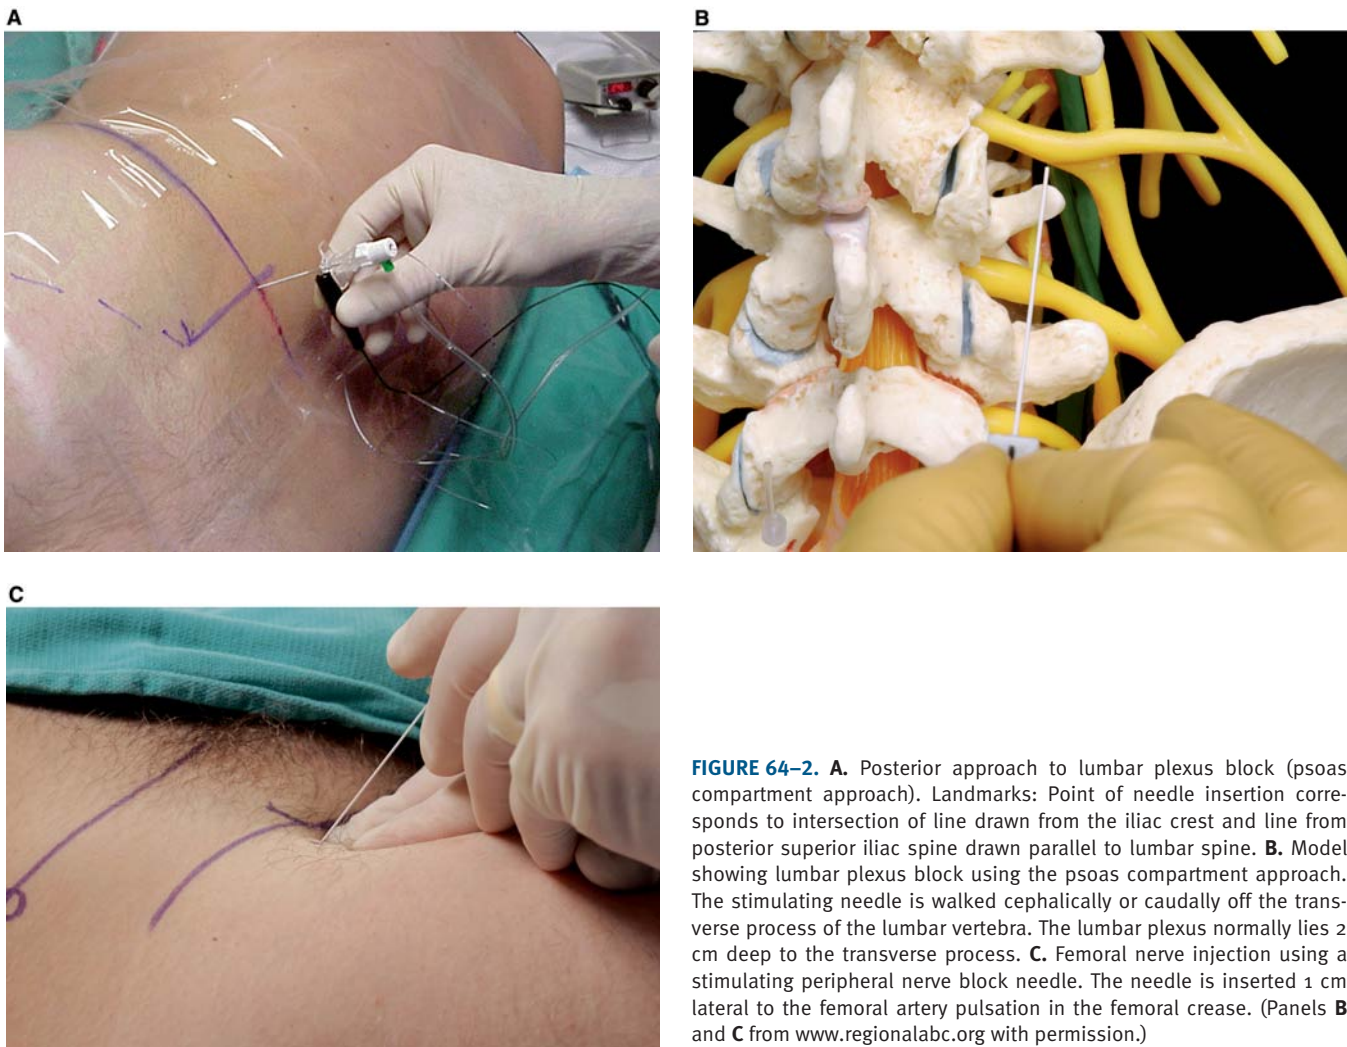 A
B
C
FIGURE 64–2. A. Posterior approach to lumbar plexus block (psoas
compartment approach). Landmarks: Point of needle insertion corre-
sponds to intersection of line drawn from the iliac crest and line from
posterior superior iliac spine drawn parallel to lumbar spine. B. Model
showing lumbar plexus block using the psoas compartment approach.
The stimulating needle is walked cephalically or caudally off the trans-
verse process of the lumbar vertebra. The lumbar plexus normally lies 2
cm deep to the transverse process. C. Femoral nerve injection using a
stimulating peripheral nerve block needle. The needle is inserted 1 cm
lateral to the femoral artery pulsation in the femoral crease. (Panels B
and C from www.regionalabc.org with permission.)